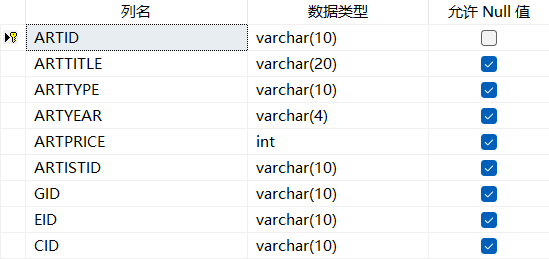 列名 数据类型 允许 Null 值
ARTID varchar(10)
ARTTITLE varchar(20)
ARTTYPE varchar(10)
ARTYEAR varchar(4)
ARTPRICE int
ARTISTID varchar(10)
GID varchar(10)
EID varchar(10)
CID varchar(10)